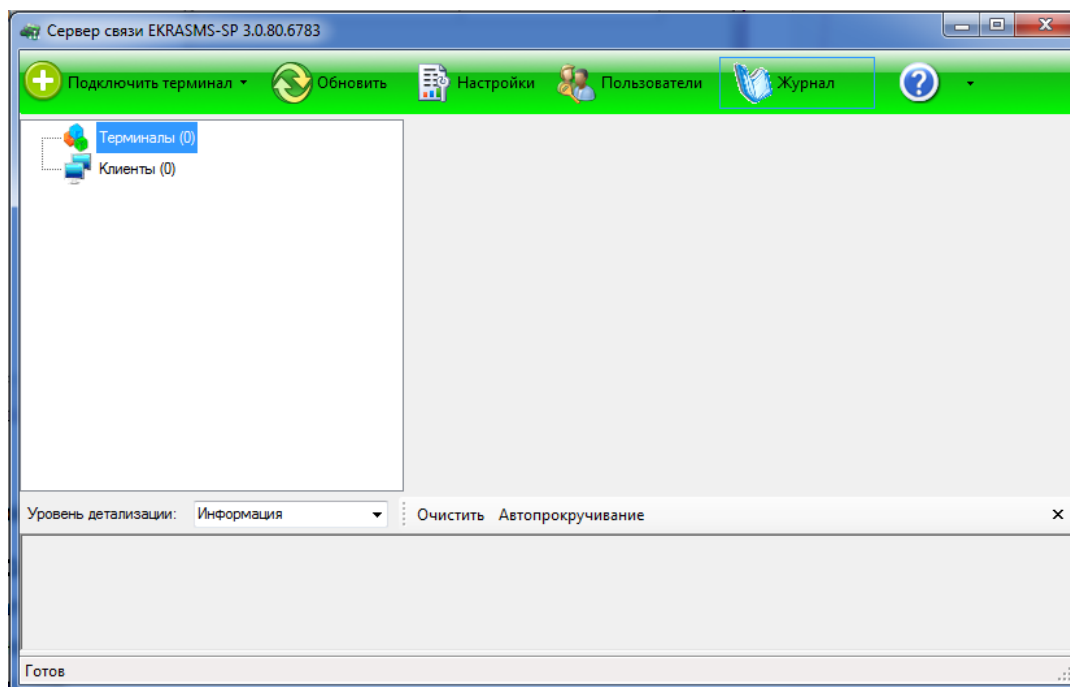 Сервер связи EKRASMS-SP 3.0.80.6783
Подключить терминал Обновить Настройки Пользователи Журнал
Терминалы (0)
Клиенты (0)
Уровень детализации: Информация Очистить Автопрокручивание
Готов